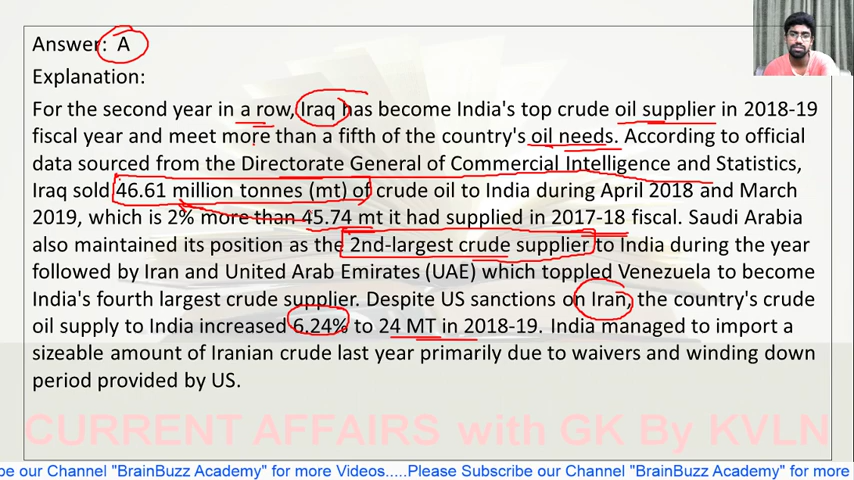 Answer: A
Explanation:
For the second year in a row, Iraq has become India's top crude oil supplier in 2018-19
fiscal year and meet more than a fifth of the country's oil needs. According to official
data sourced from the Directorate General of Commercial Intelligence and Statistics,
Iraq sold 46.61 million tonnes (mt) of crude oil to India during April 2018 and March
2019, which is 2% more than 45.74 mt it had supplied in 2017-18 fiscal. Saudi Arabia
also maintained its position as the 2nd-largest crude supplier to India during the year
followed by Iran and United Arab Emirates (UAE) which toppled Venezuela to become
India's fourth largest crude supplier. Despite US sanctions on Iran, the country's crude
oil supply to India increased 6.24% to 24 MT in 2018-19. India managed to import a
sizeable amount of Iranian crude last year primarily due to waivers and winding down
period provided by US.
CURRENT AFFAIRS with GK By KVLN
be our Channel "BrainBuzz Academy" for more Videos.....Please Subscribe our Channel "BrainBuzz Academy" for more